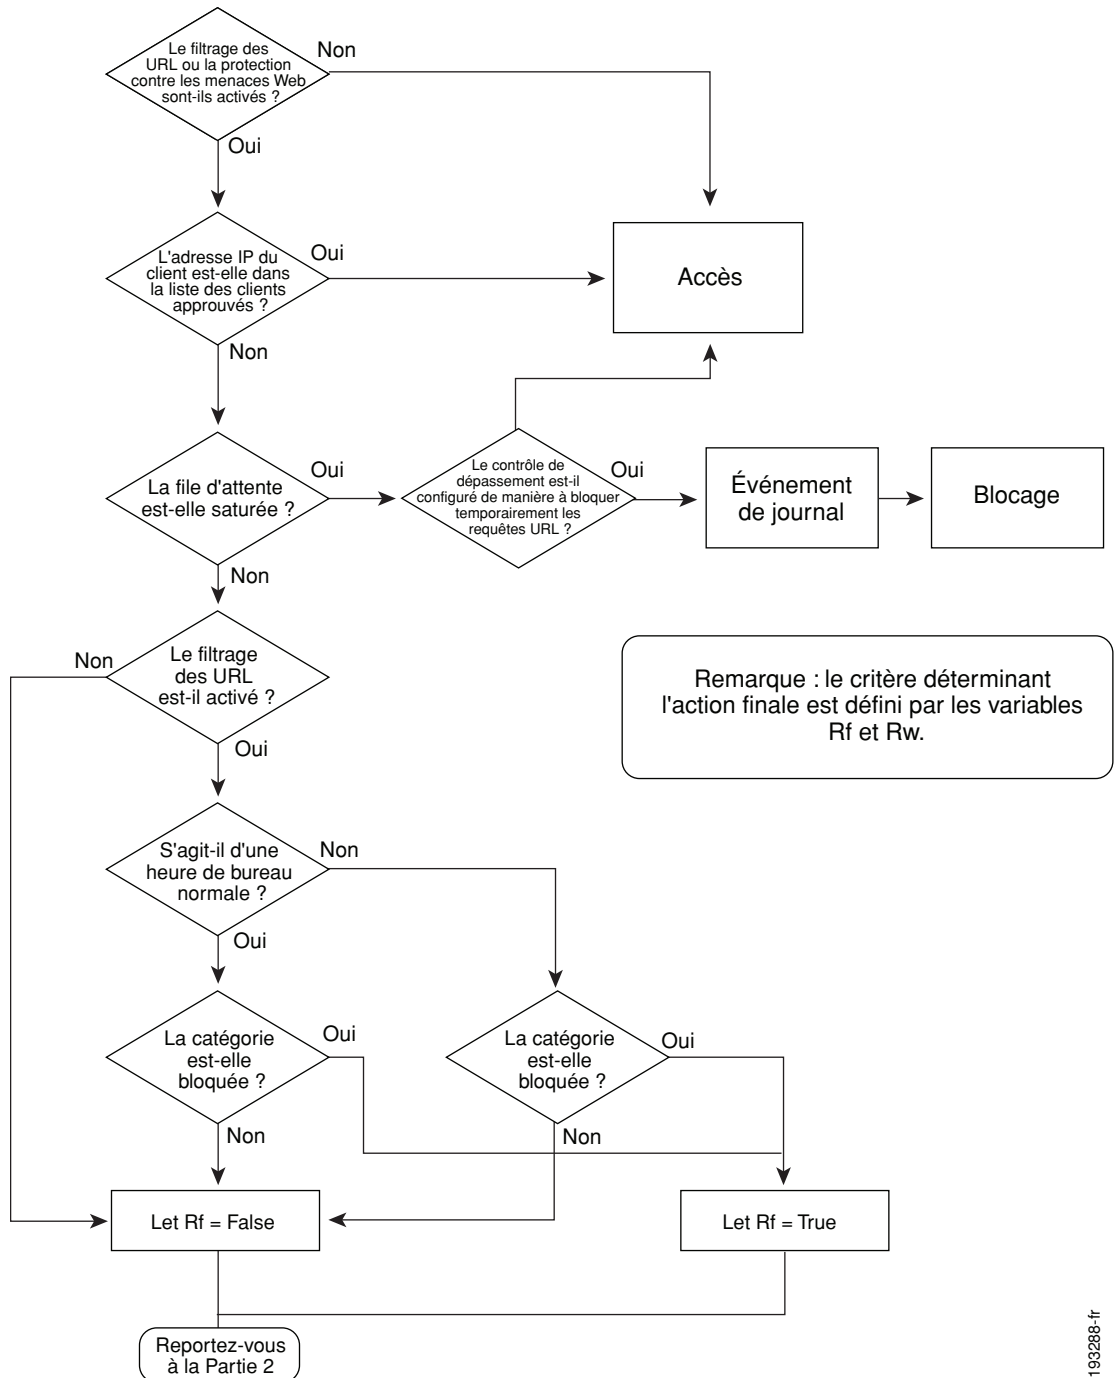 Le filtrage des
URL ou la protection
contre les menaces Web
sont-ils activés ?
Non
Oui
L'adresse IP du
client est-elle dans
la liste des clients
approuvés ?
Oui
Accès
Non
La file d'attente
est-elle saturée ?
Oui
Le contrôle de
dépassement est-il
configuré de manière à bloquer
temporairement les
requêtes URL ?
Oui
Événement
de journal
Blocage
Non
Non
Le filtrage
des URL
est-il activé ?
Oui
Remarque : le critère déterminant
l'action finale est défini par les variables
Rf et Rw.
S'agit-il d'une
heure de bureau
normale ?
Non
Oui
La catégorie
est-elle
bloquée ?
Oui
La catégorie
est-elle
bloquée ?
Oui
Non
Non
Let Rf = False
Let Rf = True
Reportez-vous
à la Partie 2
193288-fr